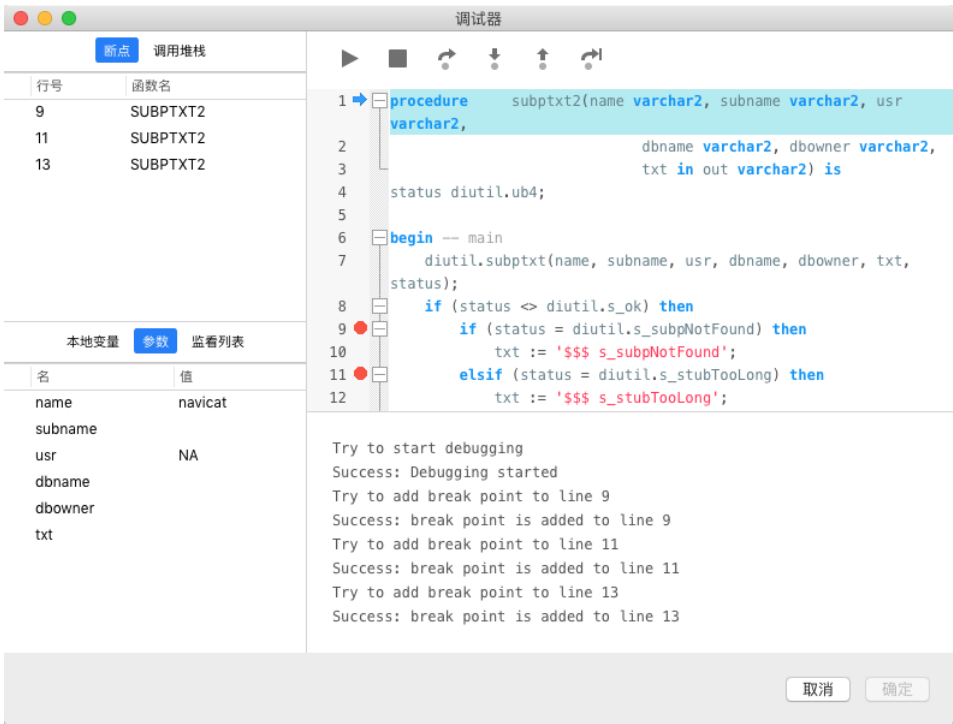 调试器
断点 调用堆栈
行号 函数名
9 SUBPTXT2
11 SUBPTXT2
13 SUBPTXT2
本地变量 参数 监看列表
名 值
name navicat
subname
usr NA
dbname
dbowner
txt
1 procedure subptxt2(name varchar2, subname varchar2, usr
varchar2,
2 dbname varchar2, dbowner varchar2,
3 txt in out varchar2) is
4 status diutil.ub4;
5
6 begin -- main
7 diutil.subptxt(name, subname, usr, dbname, dbowner, txt,
status);
8 if (status <> diutil.s_ok) then
9 if (status = diutil.s_subpNotFound) then
10 txt := '$$$ s_subpNotFound';
11 elsif (status = diutil.s_stubTooLong) then
12 txt := '$$$ s_stubTooLong';
Try to start debugging
Success: Debugging started
Try to add break point to line 9
Success: break point is added to line 9
Try to add break point to line 11
Success: break point is added to line 11
Try to add break point to line 13
Success: break point is added to line 13
取消 确定